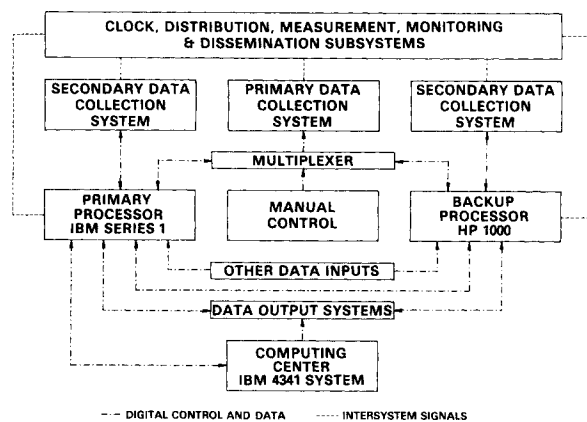 CLOCK, DISTRIBUTION, MEASUREMENT, MONITORING
& DISSEMINATION SUBSYSTEMS
SECONDARY DATA
COLLECTION
SYSTEM
PRIMARY DATA
COLLECTION
SYSTEM
SECONDARY DATA
COLLECTION
SYSTEM
MULTIPLEXER
PRIMARY
PROCESSOR
IBM SERIES 1
MANUAL
CONTROL
BACKUP
PROCESSOR
HP 1000
OTHER DATA INPUTS
DATA OUTPUT SYSTEMS
COMPUTING
CENTER
IBM 4341 SYSTEM
DIGITAL CONTROL AND DATA
INTERSYSTEM SIGNALS